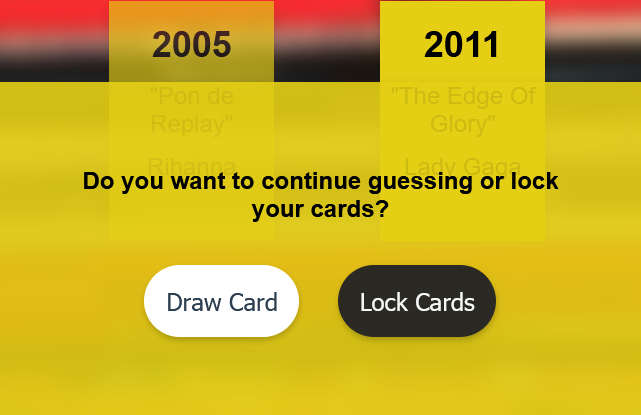 2005
2011
"Pon de
Replay"
"The Edge Of
Glory"
Rihanna
Lady Gaga
Do you want to continue guessing or lock
your cards?
Draw Card
Lock Cards